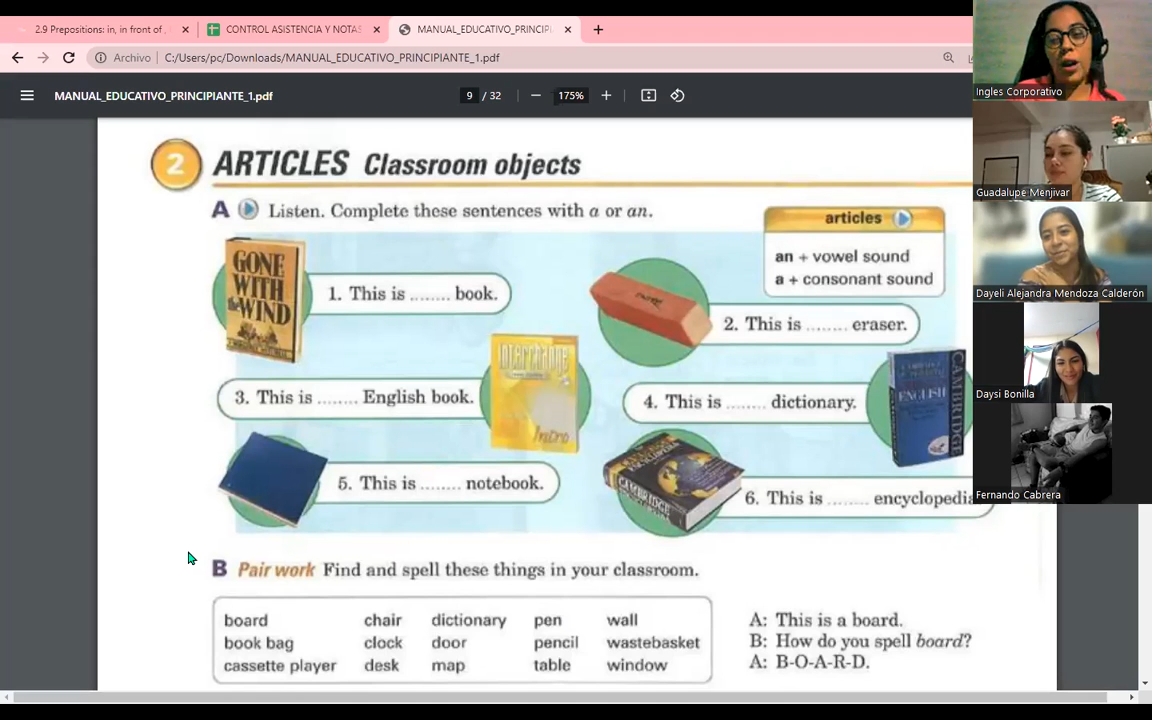 2.9 Prepositions: in, in front of,
CONTROL ASISTENCIA Y NOTAS
MANUAL_EDUCATIVO_PRINCIPI
Archivo
C:/Users/pc/Downloads/MANUAL_EDUCATIVO_PRINCIPIANTE_1.pdf
MANUAL_EDUCATIVO_PRINCIPIANTE_1.pdf
9 / 32
175%
2 ARTICLES Classroom objects
A Listen. Complete these sentences with a or an.
articles
an + vowel sound
a + consonant sound
GONE
WITH
the WIND
1. This is ........ book.
2. This is ........ eraser.
interchange
Intro
3. This is ........ English book.
4. This is ........ dictionary.
CAMBRIDGE
ENGLISH
5. This is ........ notebook.
CAMBRIDGE
ENCYCLOPEDIA
6. This is ........ encyclopedia
B Pair work Find and spell these things in your classroom.
board chair dictionary pen wall
book bag clock door pencil wastebasket
cassette player desk map table window
A: This is a board.
B: How do you spell board?
A: B-O-A-R-D.
Ingles Corporativo
Guadalupe Menjivar
Dayeli Alejandra Mendoza Calderón
Daysi Bonilla
Fernando Cabrera